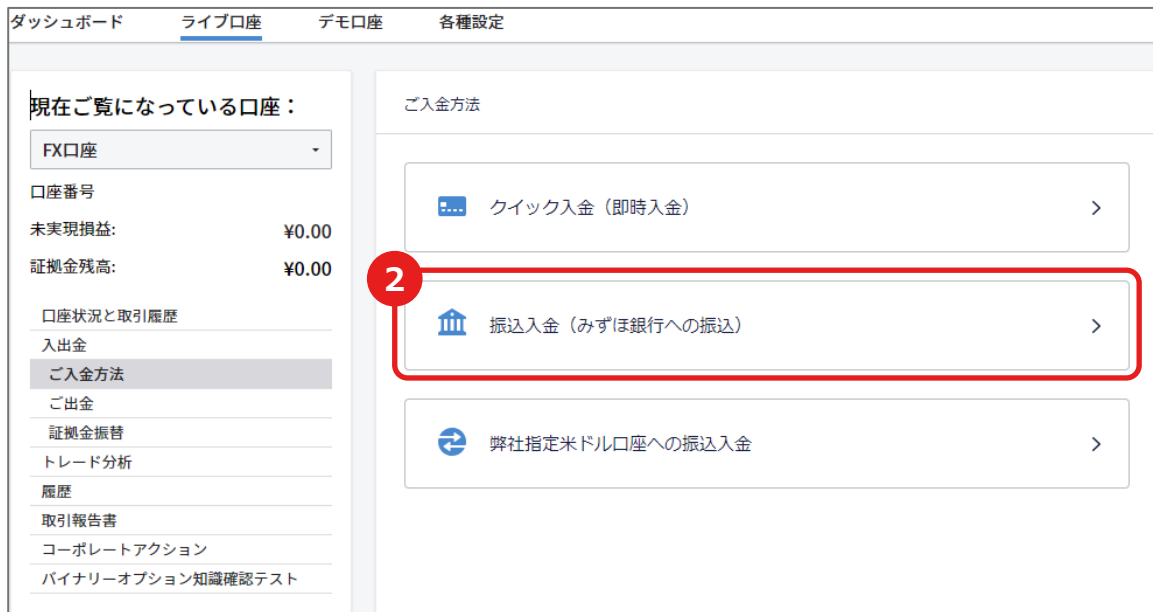 ダッシュボード ライブ口座 デモ口座 各種設定
現在ご覧になっている口座：
FX口座
口座番号
未実現損益: ¥0.00
証拠金残高: ¥0.00
口座状況と取引履歴
入出金
ご入金方法
ご出金
証拠金振替
トレード分析
履歴
取引報告書
コーポレートアクション
バイナリーオプション知識確認テスト
ご入金方法
クイック入金（即時入金）
2
振込入金（みずほ銀行への振込）
弊社指定米ドル口座への振込入金